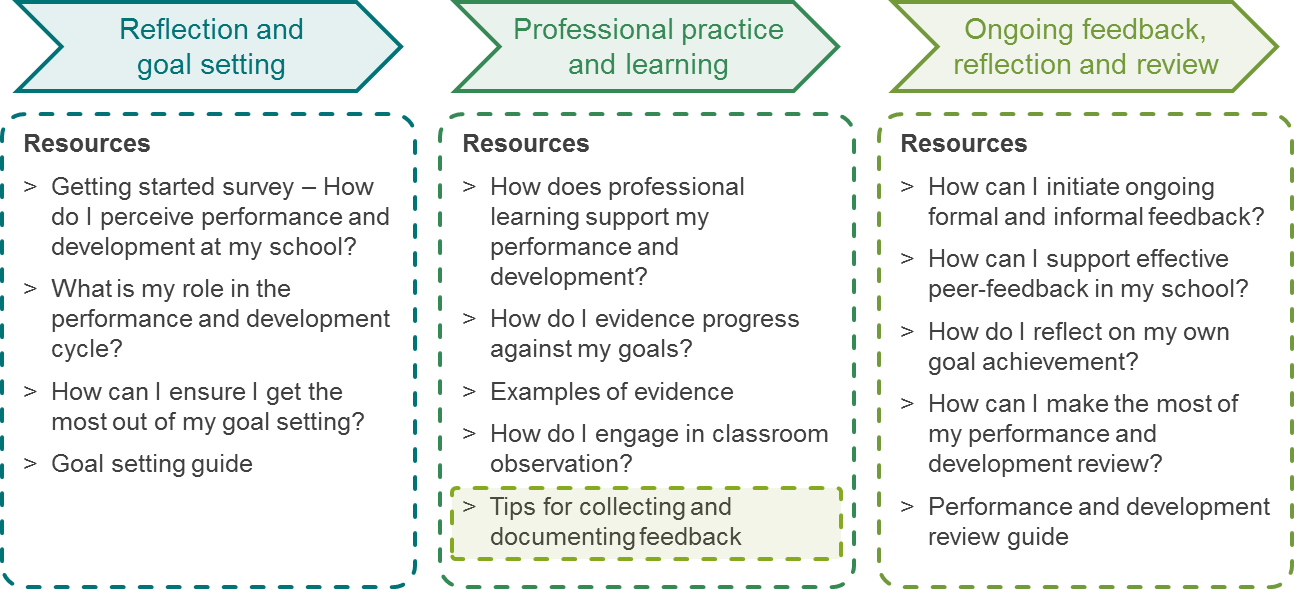 Reflection and
goal setting
Professional practice
and learning
Ongoing feedback,
reflection and review
Resources
> Getting started survey – How
do I perceive performance and
development at my school?
> What is my role in the
performance and development
cycle?
> How can I ensure I get the
most out of my goal setting?
> Goal setting guide
Resources
> How does professional
learning support my
performance and
development?
> How do I evidence progress
against my goals?
> Examples of evidence
> How do I engage in classroom
observation?
> Tips for collecting and
documenting feedback
Resources
> How can I initiate ongoing
formal and informal feedback?
> How can I support effective
peer-feedback in my school?
> How do I reflect on my own
goal achievement?
> How can I make the most of
my performance and
development review?
> Performance and development
review guide